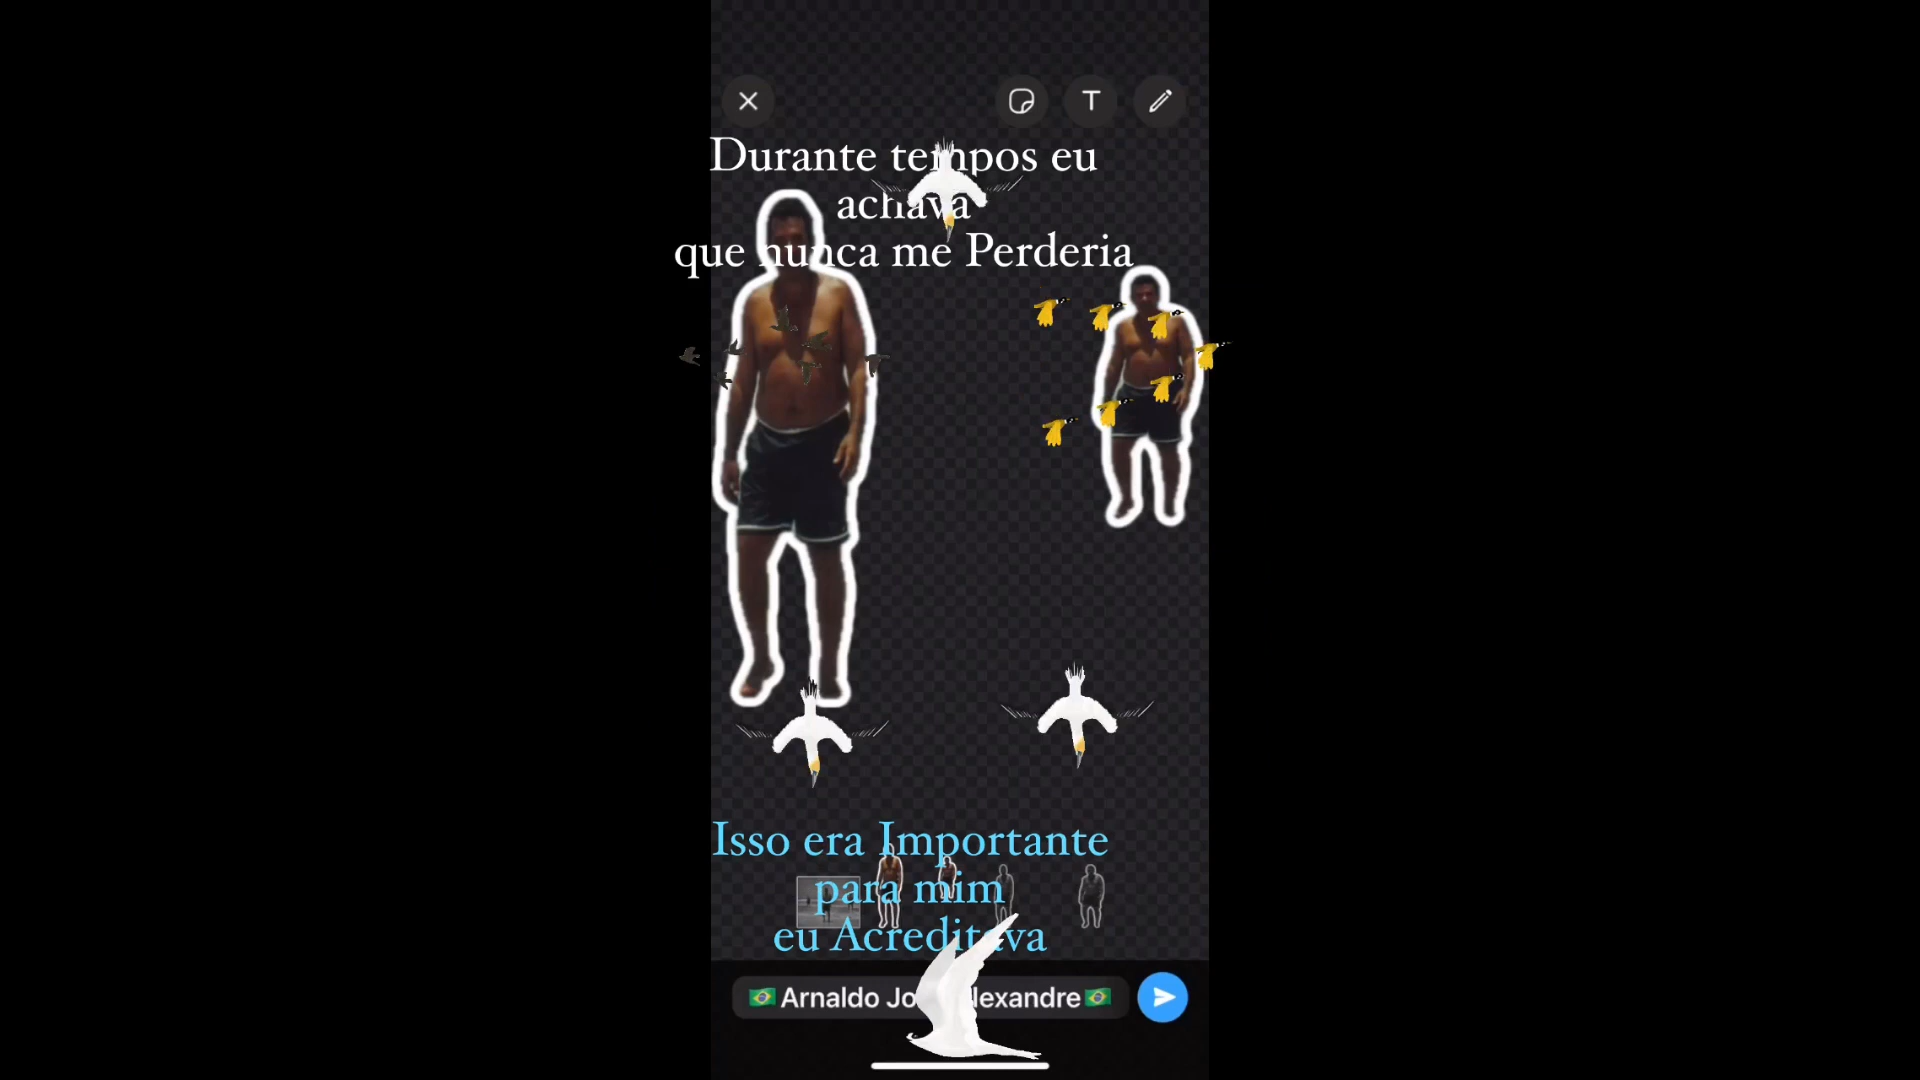 T
Durante tempos eu
achava
que nunca me Perderia
Isso era Importante
para mim
eu Acreditava
Arnaldo Jo lexandre